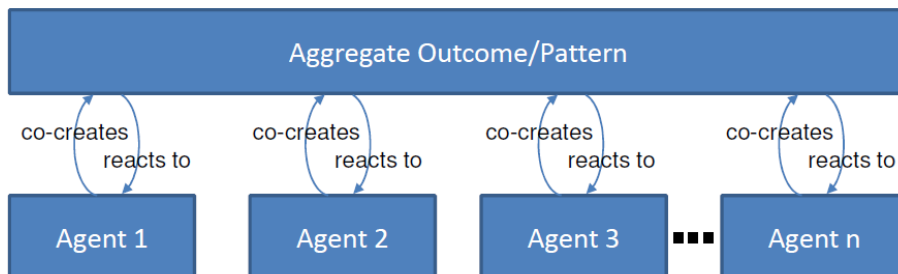 Aggregate Outcome/Pattern
co-creates
co-creates
co-creates
co-creates
reacts to
reacts to
reacts to
reacts to
Agent 1
Agent 2
Agent 3
Agent n